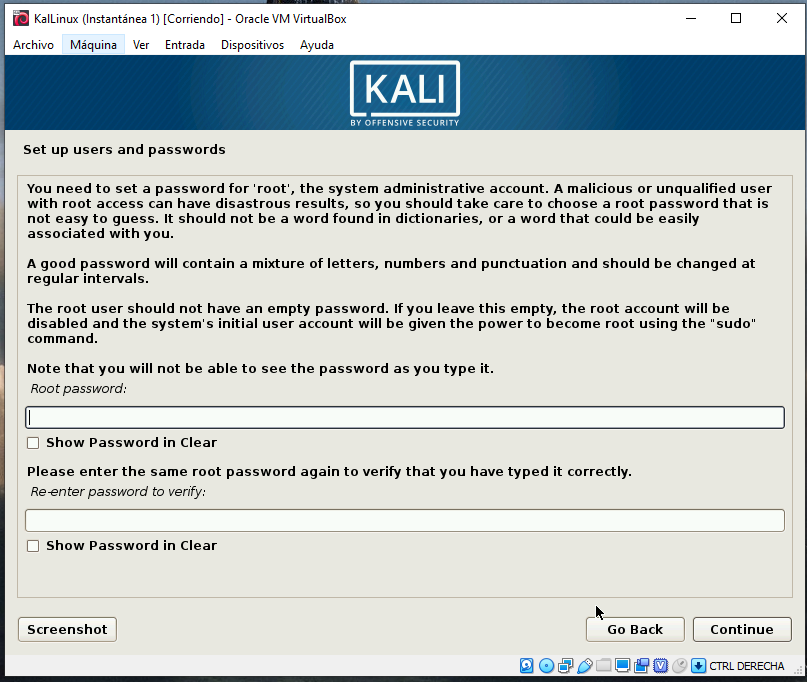 KalLinux (Instantánea 1) [Corriendo] - Oracle VM VirtualBox
Archivo Máquina Ver Entrada Dispositivos Ayuda
KALI
BY OFFENSIVE SECURITY
Set up users and passwords
You need to set a password for 'root', the system administrative account. A malicious or unqualified user
with root access can have disastrous results, so you should take care to choose a root password that is
not easy to guess. It should not be a word found in dictionaries, or a word that could be easily
associated with you.
A good password will contain a mixture of letters, numbers and punctuation and should be changed at
regular intervals.
The root user should not have an empty password. If you leave this empty, the root account will be
disabled and the system's initial user account will be given the power to become root using the "sudo"
command.
Note that you will not be able to see the password as you type it.
Root password:
Show Password in Clear
Please enter the same root password again to verify that you have typed it correctly.
Re-enter password to verify:
Show Password in Clear
Screenshot Go Back Continue
CTRL DERECHA